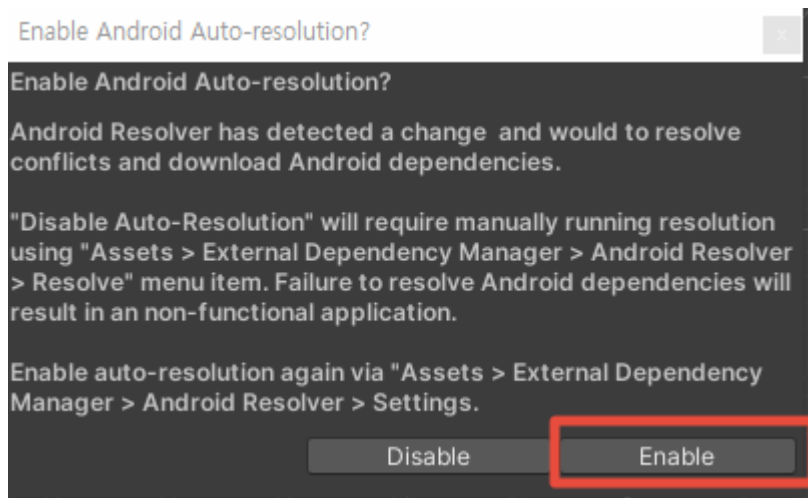 Enable Android Auto-resolution?
x
Enable Android Auto-resolution?
Android Resolver has detected a change  and would to resolve
conflicts and download Android dependencies.
"Disable Auto-Resolution" will require manually running resolution
using "Assets > External Dependency Manager > Android Resolver
> Resolve" menu item. Failure to resolve Android dependencies will
result in an non-functional application.
Enable auto-resolution again via "Assets > External Dependency
Manager > Android Resolver > Settings.
Disable
Enable